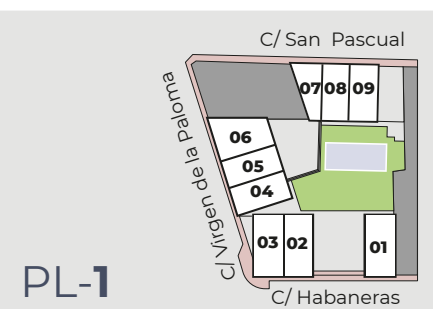 C/ San Pascual
07 08 09
C/ Virgen de la Paloma
06
05
04
03 02 01
PL-1
C/ Habaneras